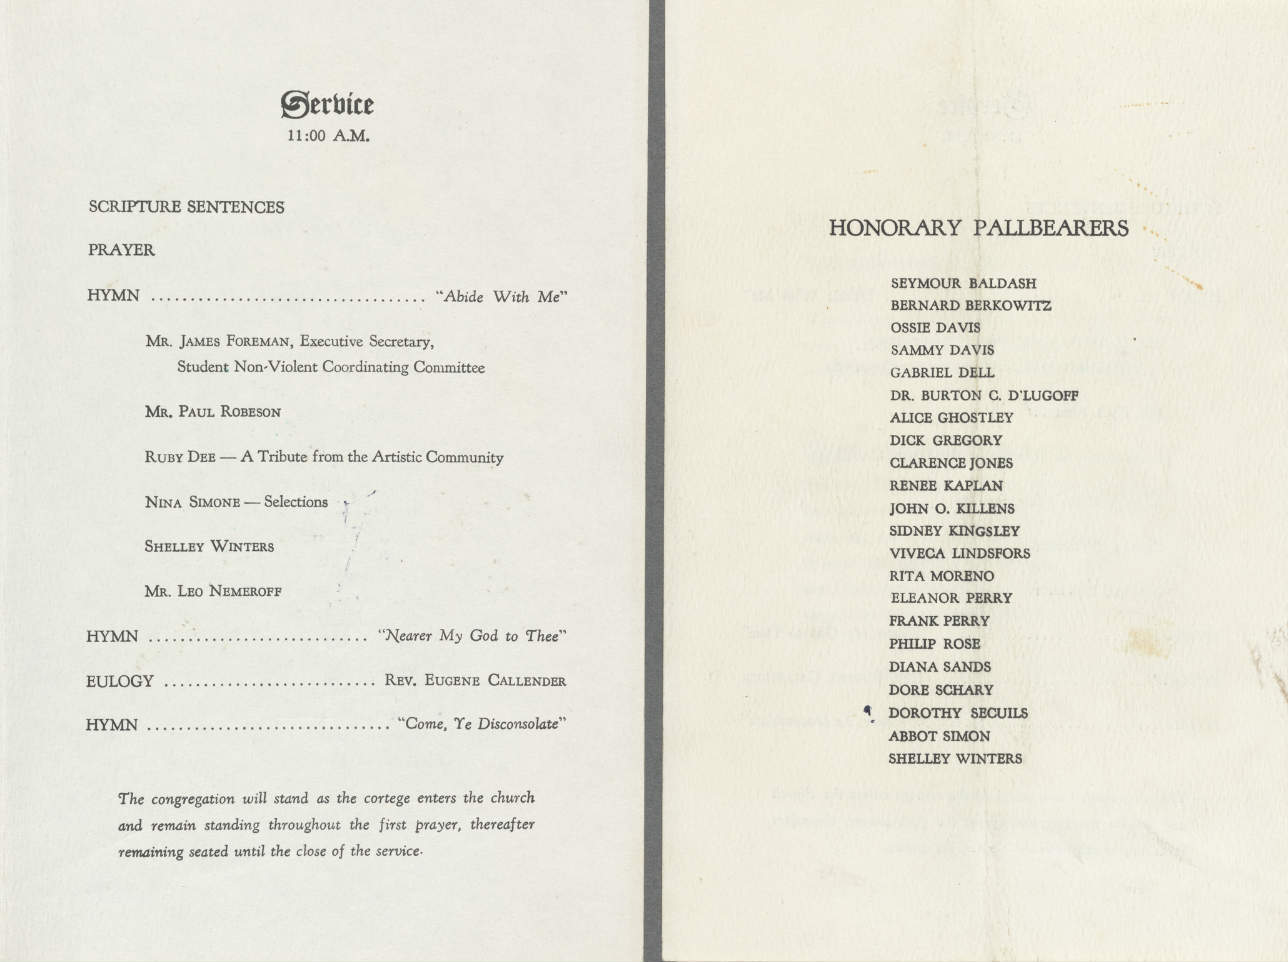 Service
11:00 A.M.
SCRIPTURE SENTENCES
PRAYER
HYMN .................................. "Abide With Me"
Mr. James Foreman, Executive Secretary,
Student Non-Violent Coordinating Committee
Mr. Paul Robeson
Ruby Dee — A Tribute from the Artistic Community
Nina Simone — Selections
Shelley Winters
Mr. Leo Nemeroff
HYMN ............................ "Nearer My God to Thee"
EULOGY ........................... Rev. Eugene Callender
HYMN ............................... "Come, Ye Disconsolate"
The congregation will stand as the cortege enters the church
and remain standing throughout the first prayer, thereafter
remaining seated until the close of the service.
HONORARY PALLBEARERS
SEYMOUR BALDASH
BERNARD BERKOWITZ
OSSIE DAVIS
SAMMY DAVIS
GABRIEL DELL
DR. BURTON C. D'LUGOFF
ALICE GHOSTLEY
DICK GREGORY
CLARENCE JONES
RENEE KAPLAN
JOHN O. KILLENS
SIDNEY KINGSLEY
VIVECA LINDSFORS
RITA MORENO
ELEANOR PERRY
FRANK PERRY
PHILIP ROSE
DIANA SANDS
DORE SCHARY
DOROTHY SECUILS
ABBOT SIMON
SHELLEY WINTERS